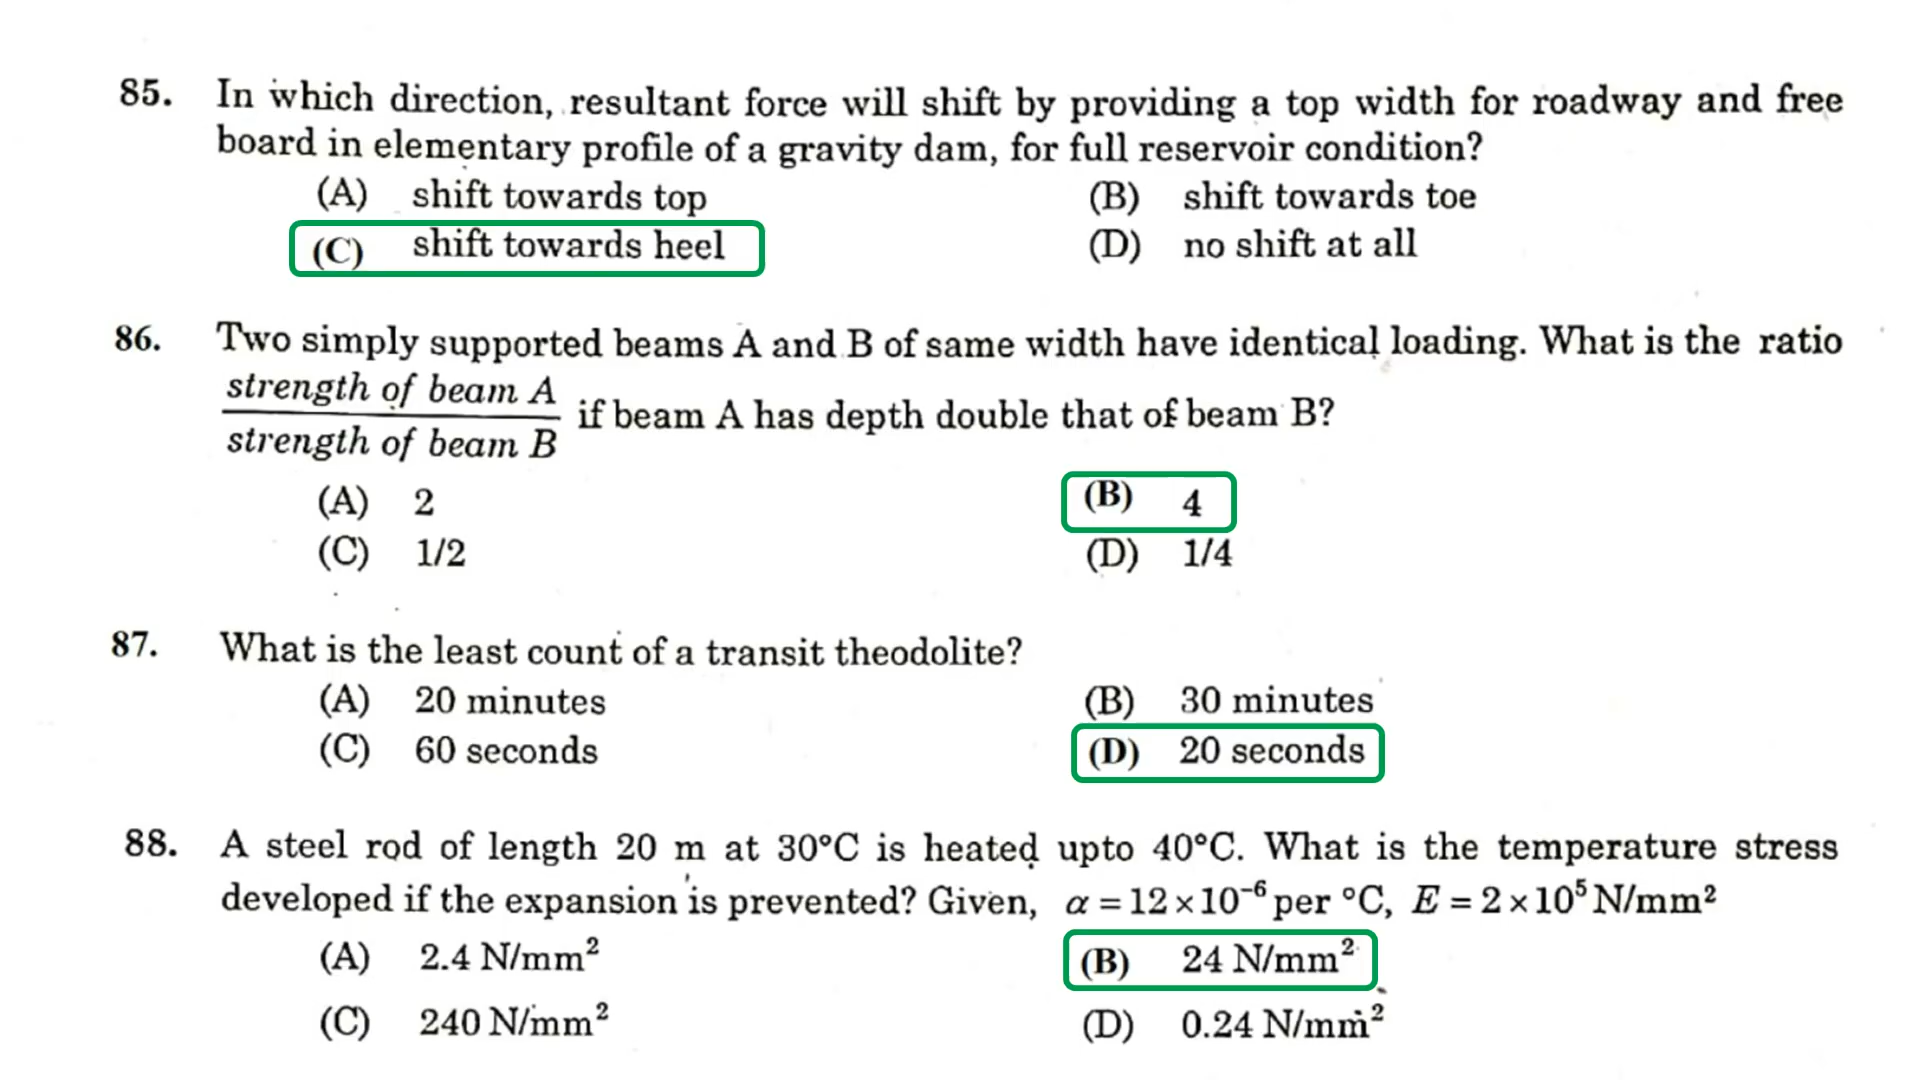 85. In which direction, resultant force will shift by providing a top width for roadway and free
board in elementary profile of a gravity dam, for full reservoir condition?
(A) shift towards top (B) shift towards toe
(C) shift towards heel (D) no shift at all
86. Two simply supported beams A and B of same width have identical loading. What is the ratio
strength of beam A
if beam A has depth double that of beam B?
strength of beam B
(A) 2 (B) 4
(C) 1/2 (D) 1/4
87. What is the least count of a transit theodolite?
(A) 20 minutes (B) 30 minutes
(C) 60 seconds (D) 20 seconds
88. A steel rod of length 20 m at 30°C is heated upto 40°C. What is the temperature stress
developed if the expansion is prevented? Given, α = 12 × 10⁻⁶ per °C, E = 2 × 10⁵ N/mm²
(A) 2.4 N/mm² (B) 24 N/mm²
(C) 240 N/mm² (D) 0.24 N/mm²